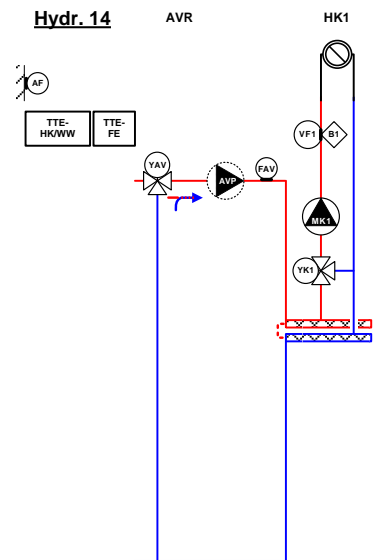 Hydr. 14
AVR
HK1
AF
TTE-
HK/WW
TTE-
FE
VF1
B1
YAV
FAV
AVP
MK1
YK1